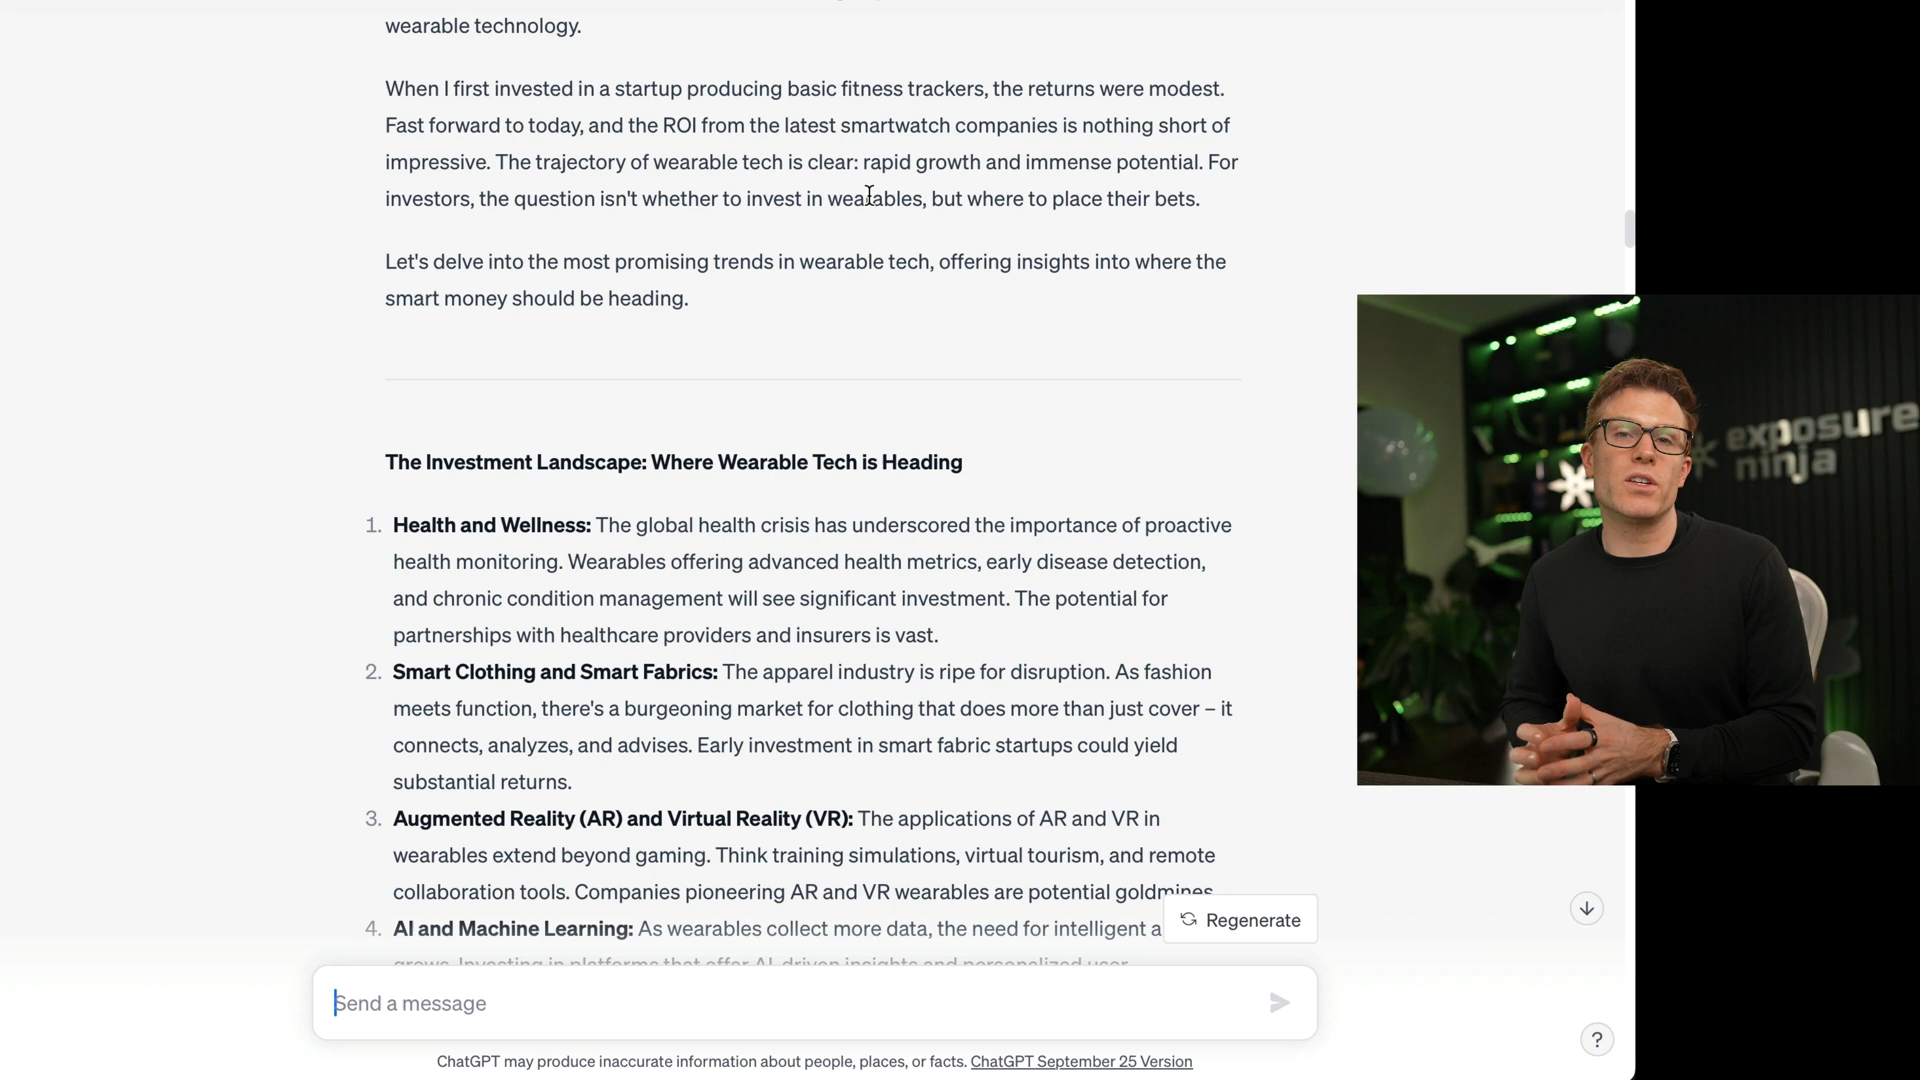 wearable technology.
When I first invested in a startup producing basic fitness trackers, the returns were modest.
Fast forward to today, and the ROI from the latest smartwatch companies is nothing short of
impressive. The trajectory of wearable tech is clear: rapid growth and immense potential. For
investors, the question isn't whether to invest in wearables, but where to place their bets.
Let's delve into the most promising trends in wearable tech, offering insights into where the
smart money should be heading.
The Investment Landscape: Where Wearable Tech is Heading
1. Health and Wellness: The global health crisis has underscored the importance of proactive
health monitoring. Wearables offering advanced health metrics, early disease detection,
and chronic condition management will see significant investment. The potential for
partnerships with healthcare providers and insurers is vast.
2. Smart Clothing and Smart Fabrics: The apparel industry is ripe for disruption. As fashion
meets function, there's a burgeoning market for clothing that does more than just cover – it
connects, analyzes, and advises. Early investment in smart fabric startups could yield
substantial returns.
3. Augmented Reality (AR) and Virtual Reality (VR): The applications of AR and VR in
wearables extend beyond gaming. Think training simulations, virtual tourism, and remote
collaboration tools. Companies pioneering AR and VR wearables are potential goldmines
4. AI and Machine Learning: As wearables collect more data, the need for intelligent a
grows. Investing in platforms that offer AI-driven insights and personalized user
Regenerate
Send a message
?
ChatGPT may produce inaccurate information about people, places, or facts. ChatGPT September 25 Version
exposure
ninja